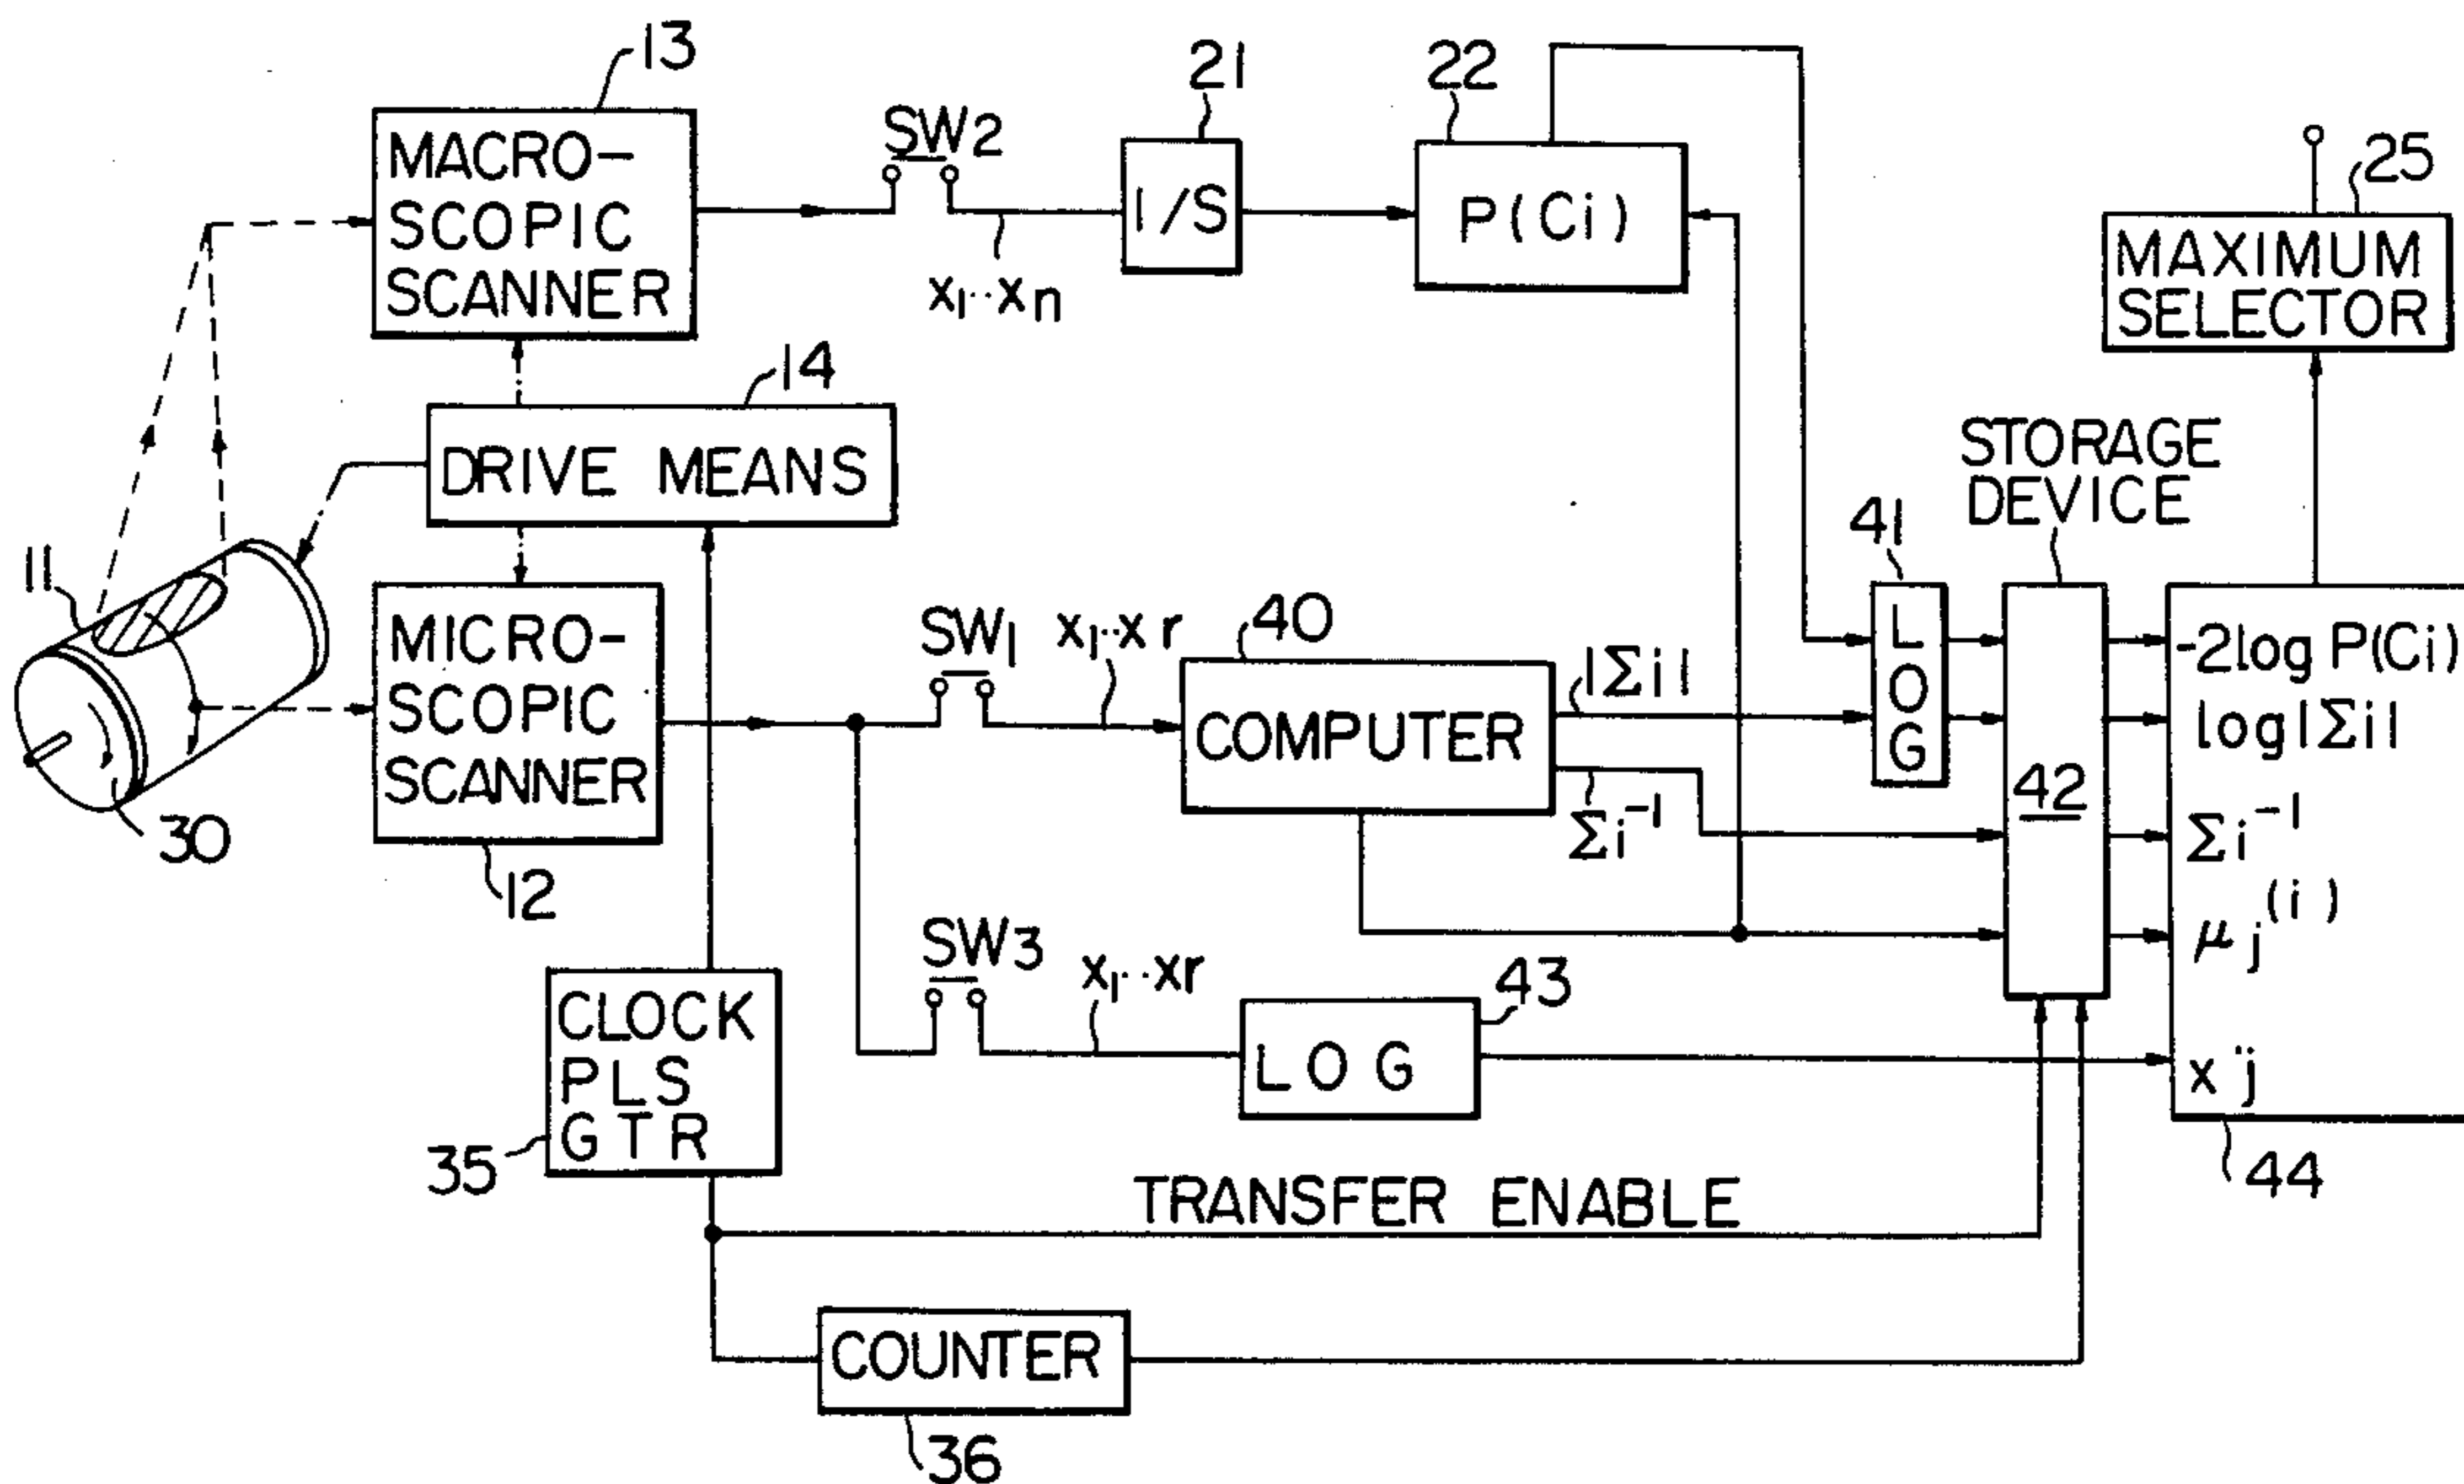 13
MACRO-
SCOPIC
SCANNER
SW2
x1··xn
21
1/S
22
P(Ci)
25
MAXIMUM
SELECTOR
14
DRIVE MEANS
STORAGE
DEVICE
11
30
MICRO-
SCOPIC
SCANNER
12
SW1
x1··xr
40
COMPUTER
|Σi|
Σi⁻¹
41
LOG
42
-2log P(Ci)
log|Σi|
Σi⁻¹
μj⁽ⁱ⁾
xj
44
SW3
x1··xr
43
LOG
CLOCK
PLS
GTR
35
TRANSFER ENABLE
COUNTER
36